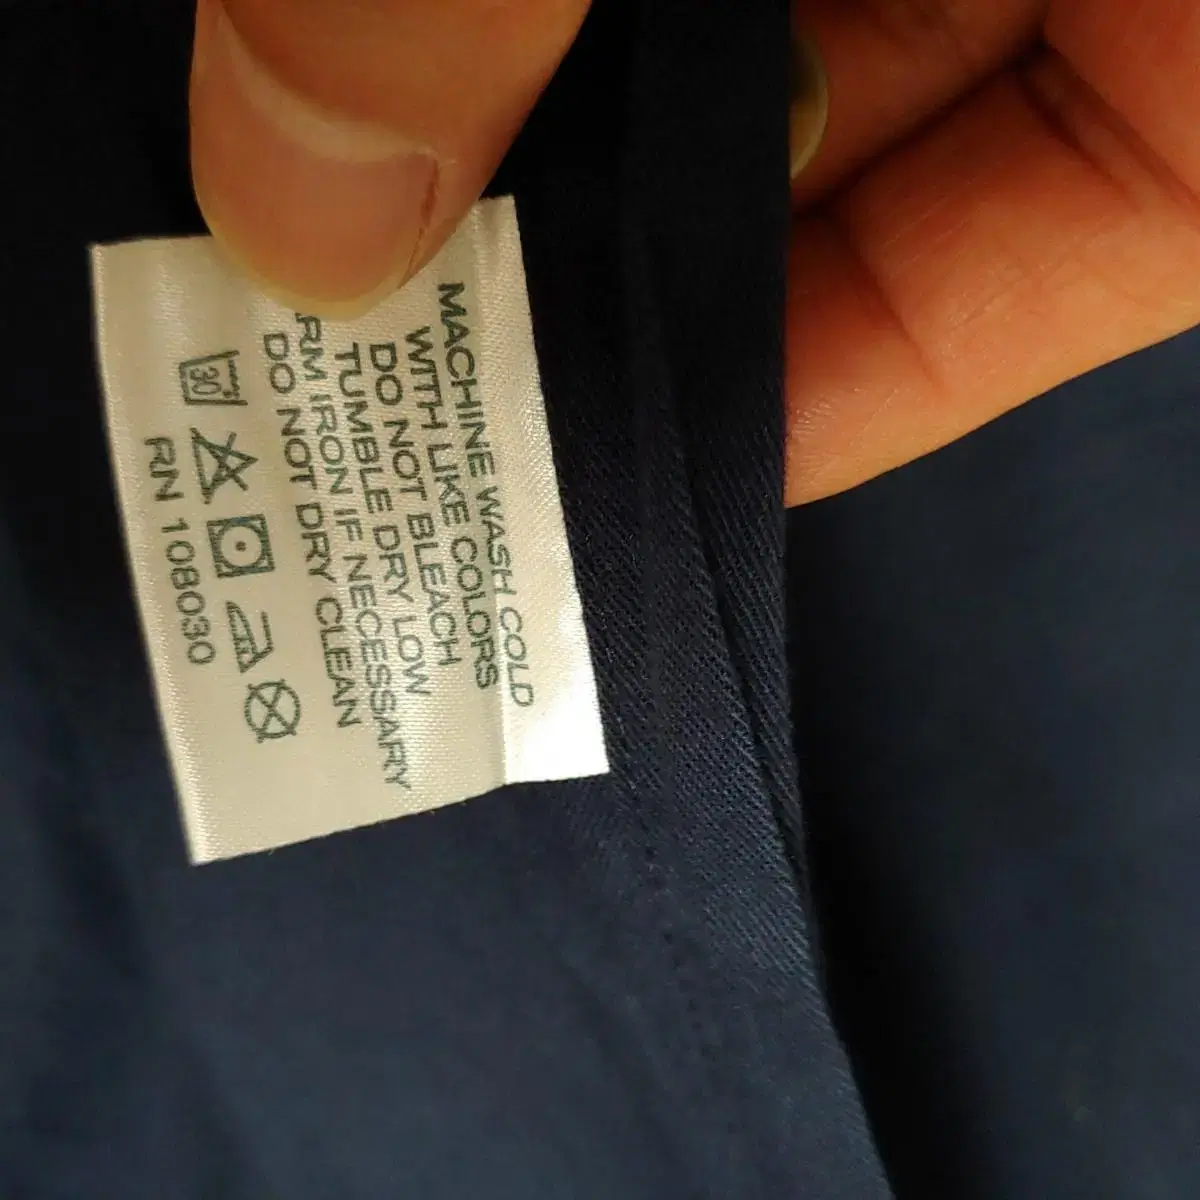 MACHINE WASH COLD
WITH LIKE COLORS
DO NOT BLEACH
TUMBLE DRY LOW
ARM IRON IF NECESSARY
DO NOT DRY CLEAN
30
RN 108030